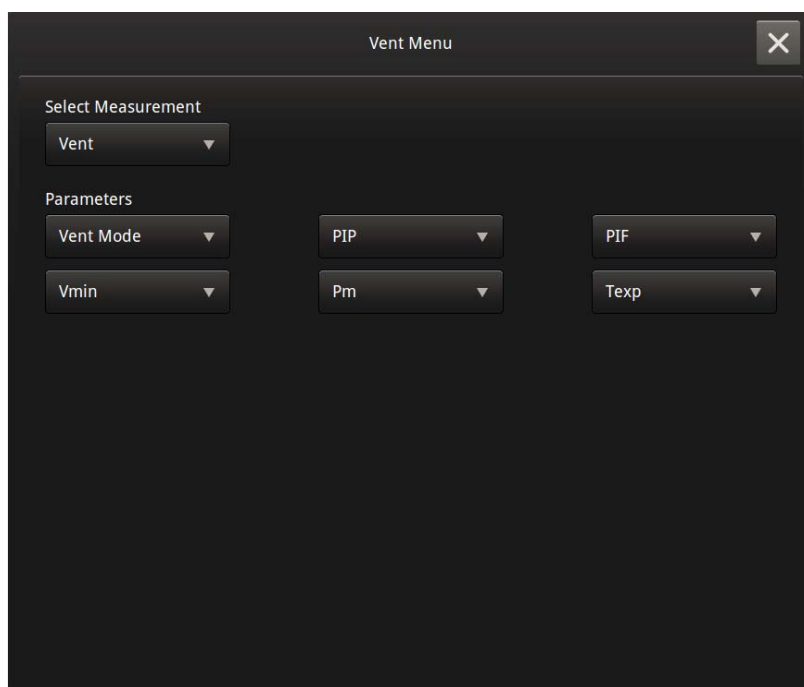 Vent Menu
Select Measurement
Vent
Parameters
Vent Mode PIP PIF
Vmin Pm Texp